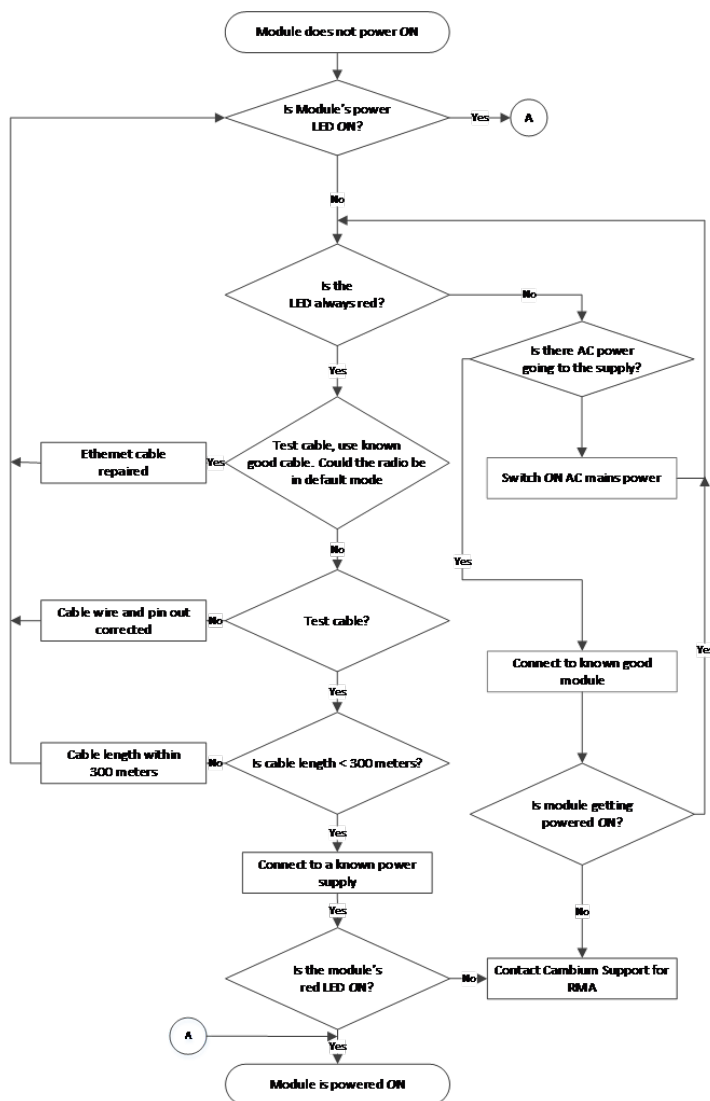 Module does not power ON
Is Module's power
LED ON?
Yes
A
No
Is the
LED always red?
No
Is there AC power
going to the supply?
Yes
Test cable, use known
good cable. Could the radio be
in default mode
Yes
Ethernet cable
repaired
Switch ON AC mains power
No
Yes
Test cable?
No
Cable wire and pin out
corrected
Yes
Connect to known good
module
Yes
Is cable length < 300 meters?
No
Cable length within
300 meters
Is module getting
powered ON?
Yes
Connect to a known power
supply
Yes
No
Is the module's
red LED ON?
No
Contact Cambium Support for
RMA
A
Yes
Module is powered ON